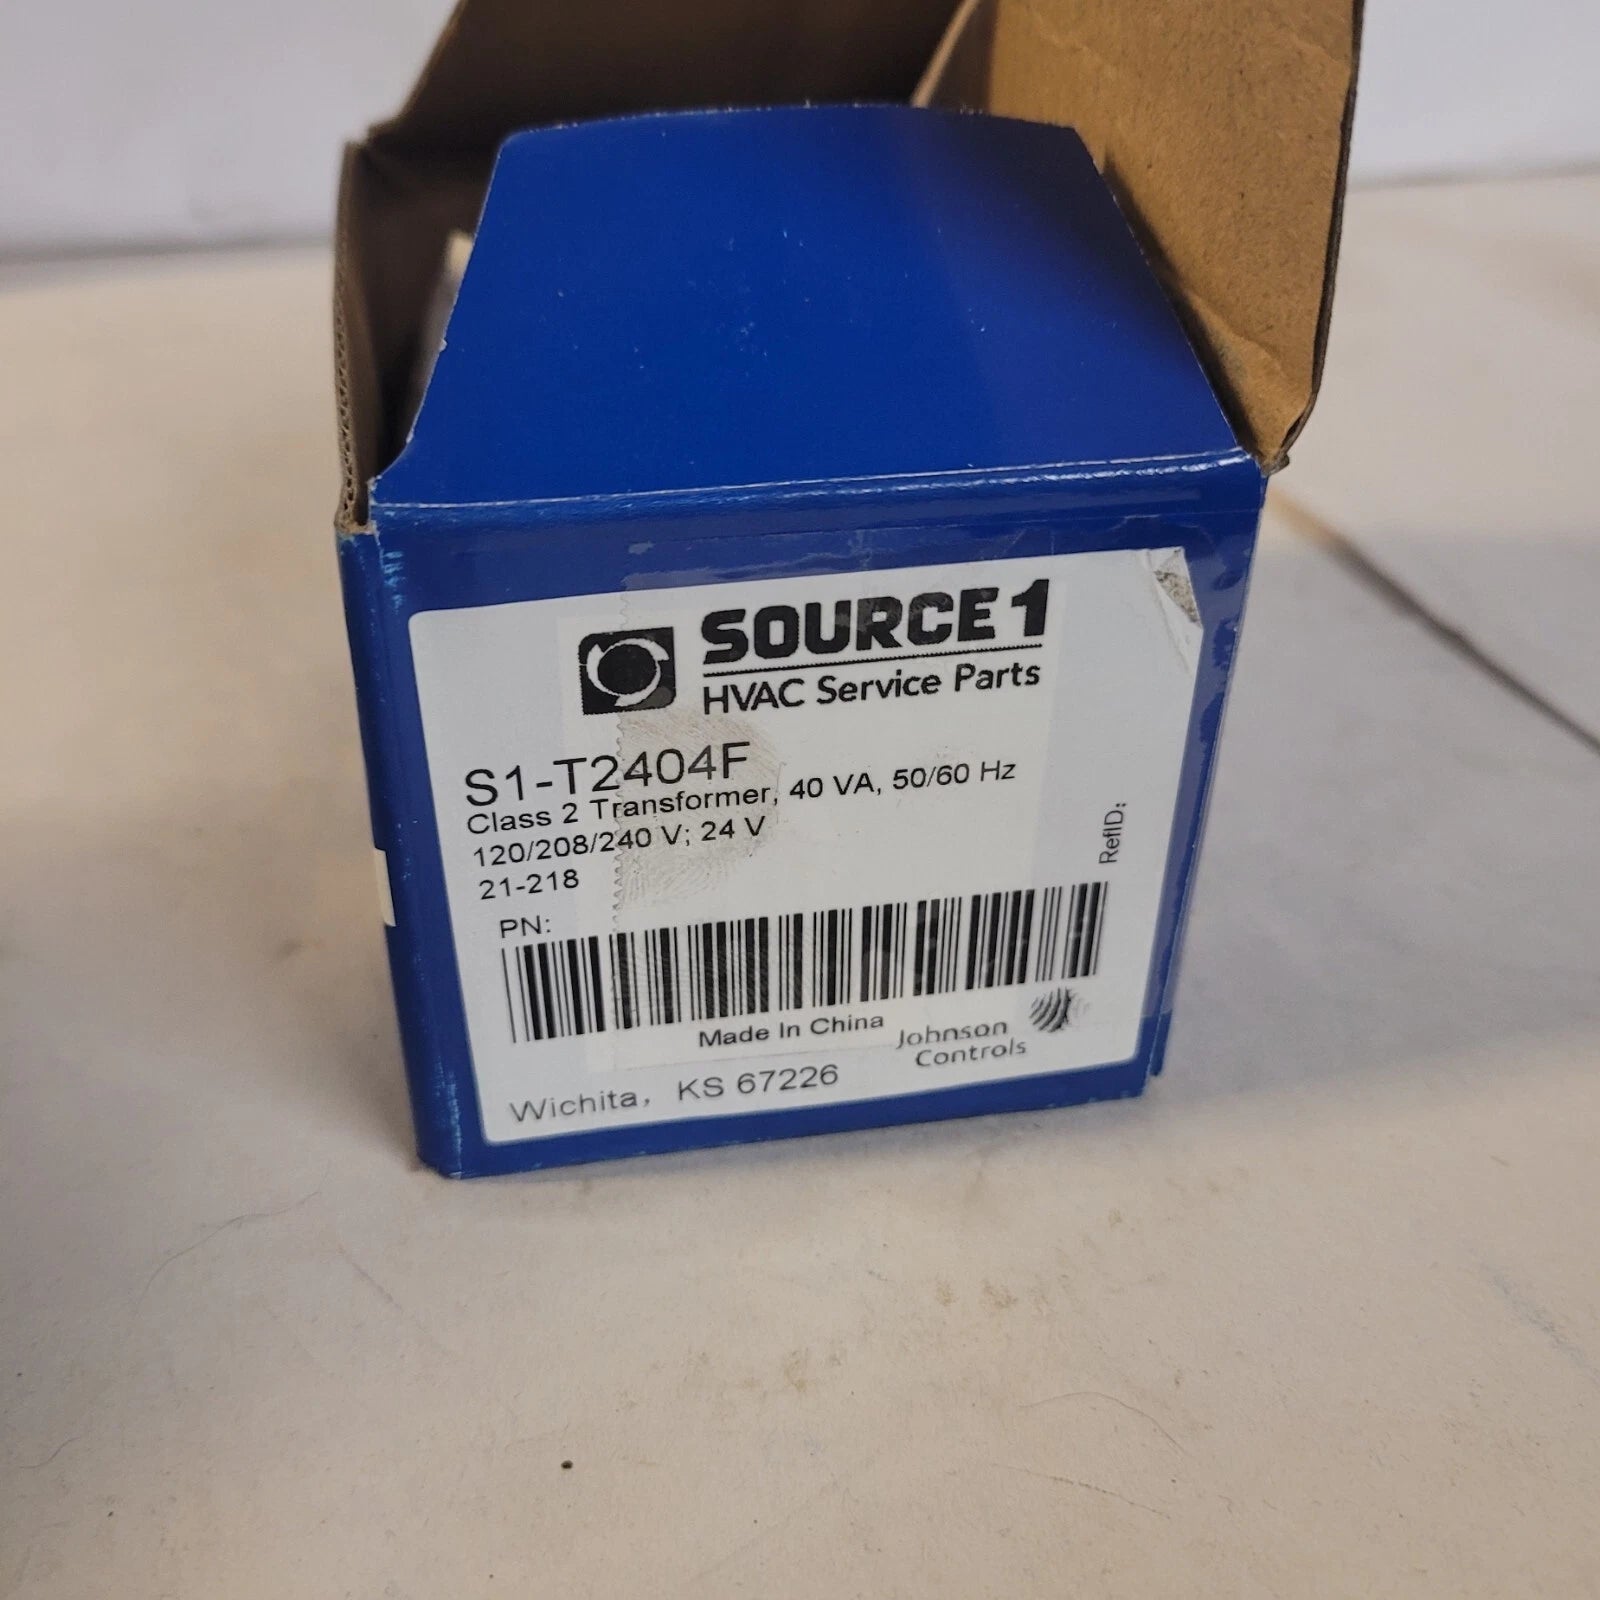 SOURCE 1
HVAC Service Parts
S1-T2404F
Class 2 Transformer, 40 VA, 50/60 Hz
120/208/240 V; 24 V
21-218
RefID:
PN:
Made In China
Johnson
Controls
Wichita, KS 67226